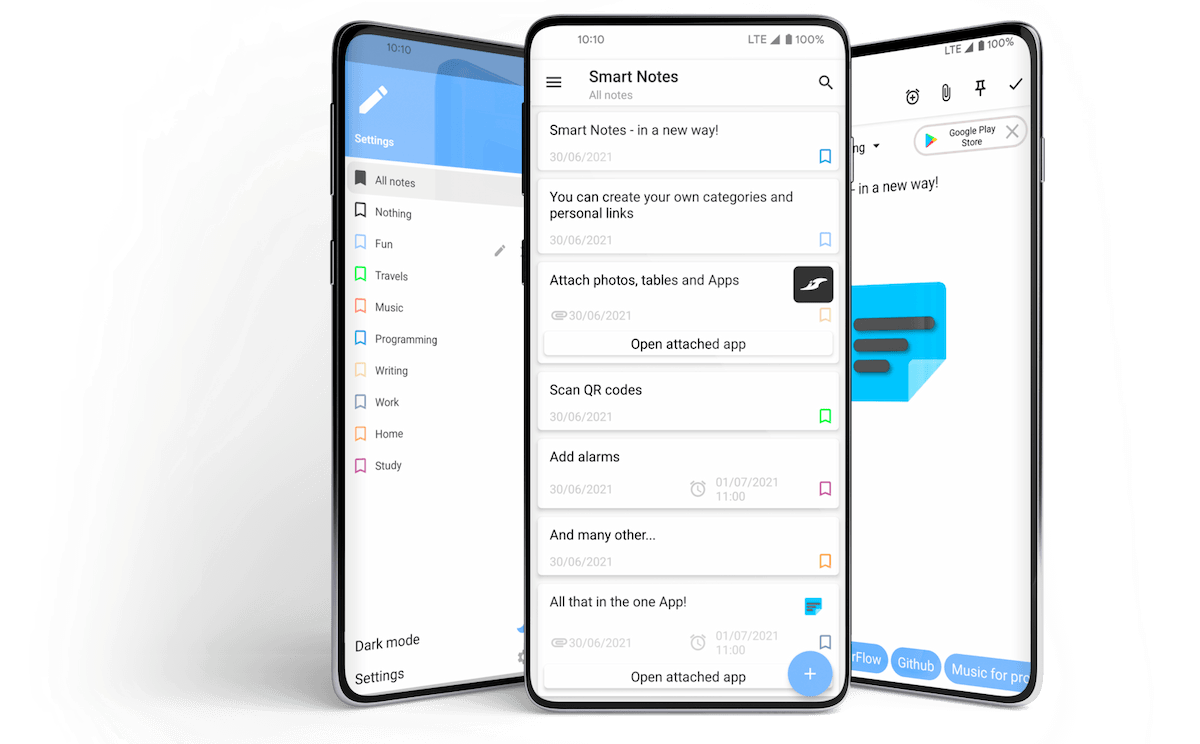 10:10
Settings
All notes
Nothing
Fun
Travels
Music
Programming
Writing
Work
Home
Study
Dark mode
Settings
10:10
LTE 100%
Smart Notes
All notes
Smart Notes - in a new way!
30/06/2021
You can create your own categories and
personal links
30/06/2021
Attach photos, tables and Apps
30/06/2021
Open attached app
Scan QR codes
30/06/2021
Add alarms
30/06/2021
01/07/2021
11:00
And many other...
30/06/2021
All that in the one App!
30/06/2021
01/07/2021
11:00
Open attached app
+
LTE 100%
Google Play
Store
- in a new way!
Github
Music for